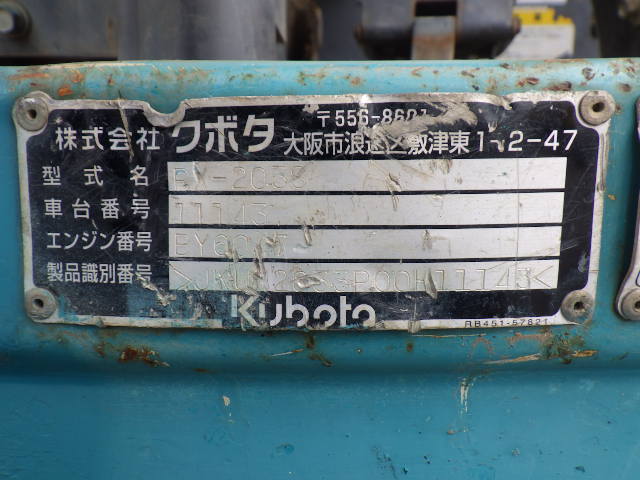 〒556-8601
株式会社 クボタ 大阪市浪速区敷津東1-2-47
型式名
車台番号 11143
エンジン番号
製品識別番号
Kubota
RB451-57621